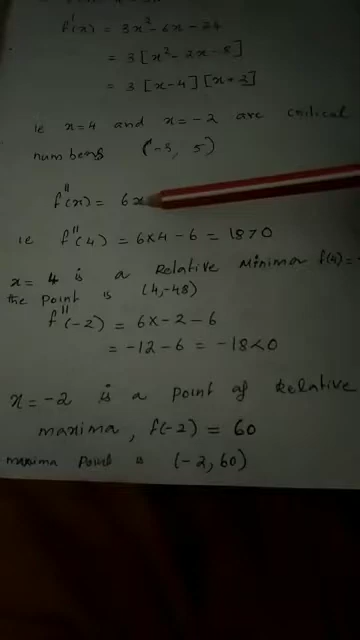 f'(x) = 3x² - 6x - 24
= 3 [x² - 2x - 8]
= 3 [x - 4] [x + 2]
ie x=4 and x=-2 are critical
numbers (-5, 5)
f''(x) = 6x
ie f''(4) = 6×4 - 6 = 18 > 0
x = 4 is a Relative Minima f(4) = -
the point is (4, -48)
f''(-2) = 6×-2 - 6
= -12 - 6 = -18 < 0
x = -2 is a point of Relative
maxima, f(-2) = 60
maxima point is (-2, 60)